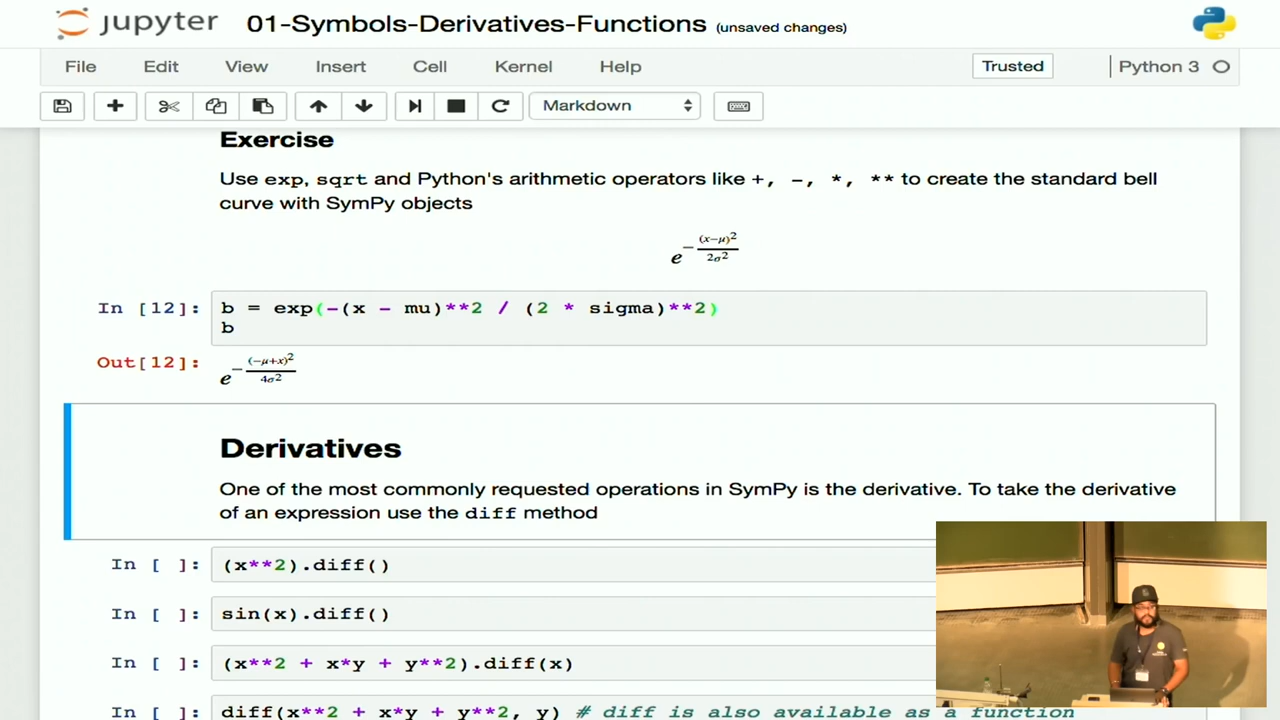 jupyter 01-Symbols-Derivatives-Functions (unsaved changes)
File Edit View Insert Cell Kernel Help Trusted Python 3
Markdown
Exercise
Use exp, sqrt and Python's arithmetic operators like +, -, *, ** to create the standard bell
curve with SymPy objects
e^{-\frac{(x-μ)^2}{2σ^2}}
In [12]: b = exp(-(x - mu)**2 / (2 * sigma)**2)
b
Out[12]: e^{-\frac{(-μ+x)^2}{4σ^2}}
Derivatives
One of the most commonly requested operations in SymPy is the derivative. To take the derivative
of an expression use the diff method
In [ ]: (x**2).diff()
In [ ]: sin(x).diff()
In [ ]: (x**2 + x*y + y**2).diff(x)
In [ ]: diff(x**2 + x*y + y**2, y) # diff is also available as a function